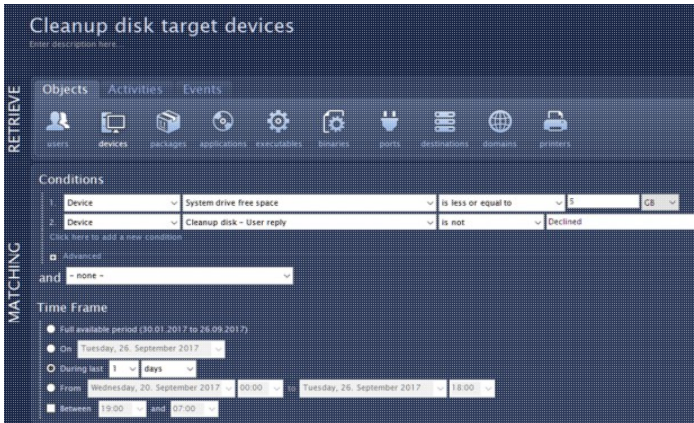 Cleanup disk target devices
Enter description here...
RETRIEVE
Objects Activities Events
users devices packages applications executables binaries ports destinations domains printers
MATCHING
Conditions
1. Device System drive free space is less or equal to 5 GB
2. Device Cleanup disk - User reply is not Declined
Click here to add a new condition
Advanced
and - none -
Time Frame
Full available period (30.01.2017 to 26.09.2017)
On Tuesday, 26. September 2017
During last 1 days
From Wednesday, 20. September 2017 00:00 to Tuesday, 26. September 2017 18:00
Between 19:00 and 07:00